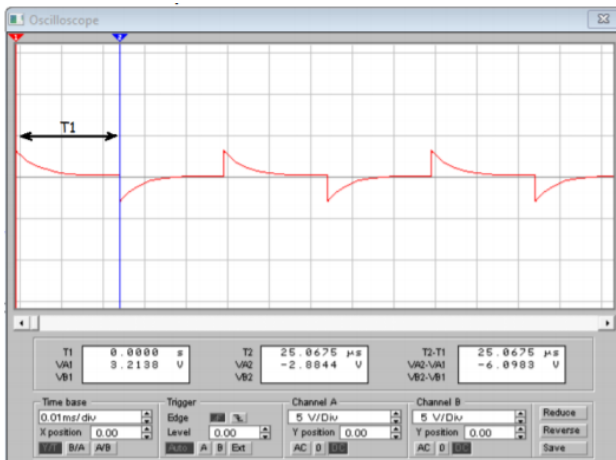 Oscilloscope
1 2
T1
T1 0.0000 s T2 25.0675 µs T2-T1 25.0675 µs
VA1 3.2138 V VA2 -2.8844 V VA2-VA1 -6.0983 V
VB1 VB2 VB2-VB1
Time base Trigger Channel A Channel B
0.01ms/div Edge 5 V/Div 5 V/Div Reduce
X position 0.00 Level 0.00 Y position 0.00 Y position 0.00 Reverse
Y/T B/A A/B Auto A B Ext AC 0 DC AC 0 DC Save